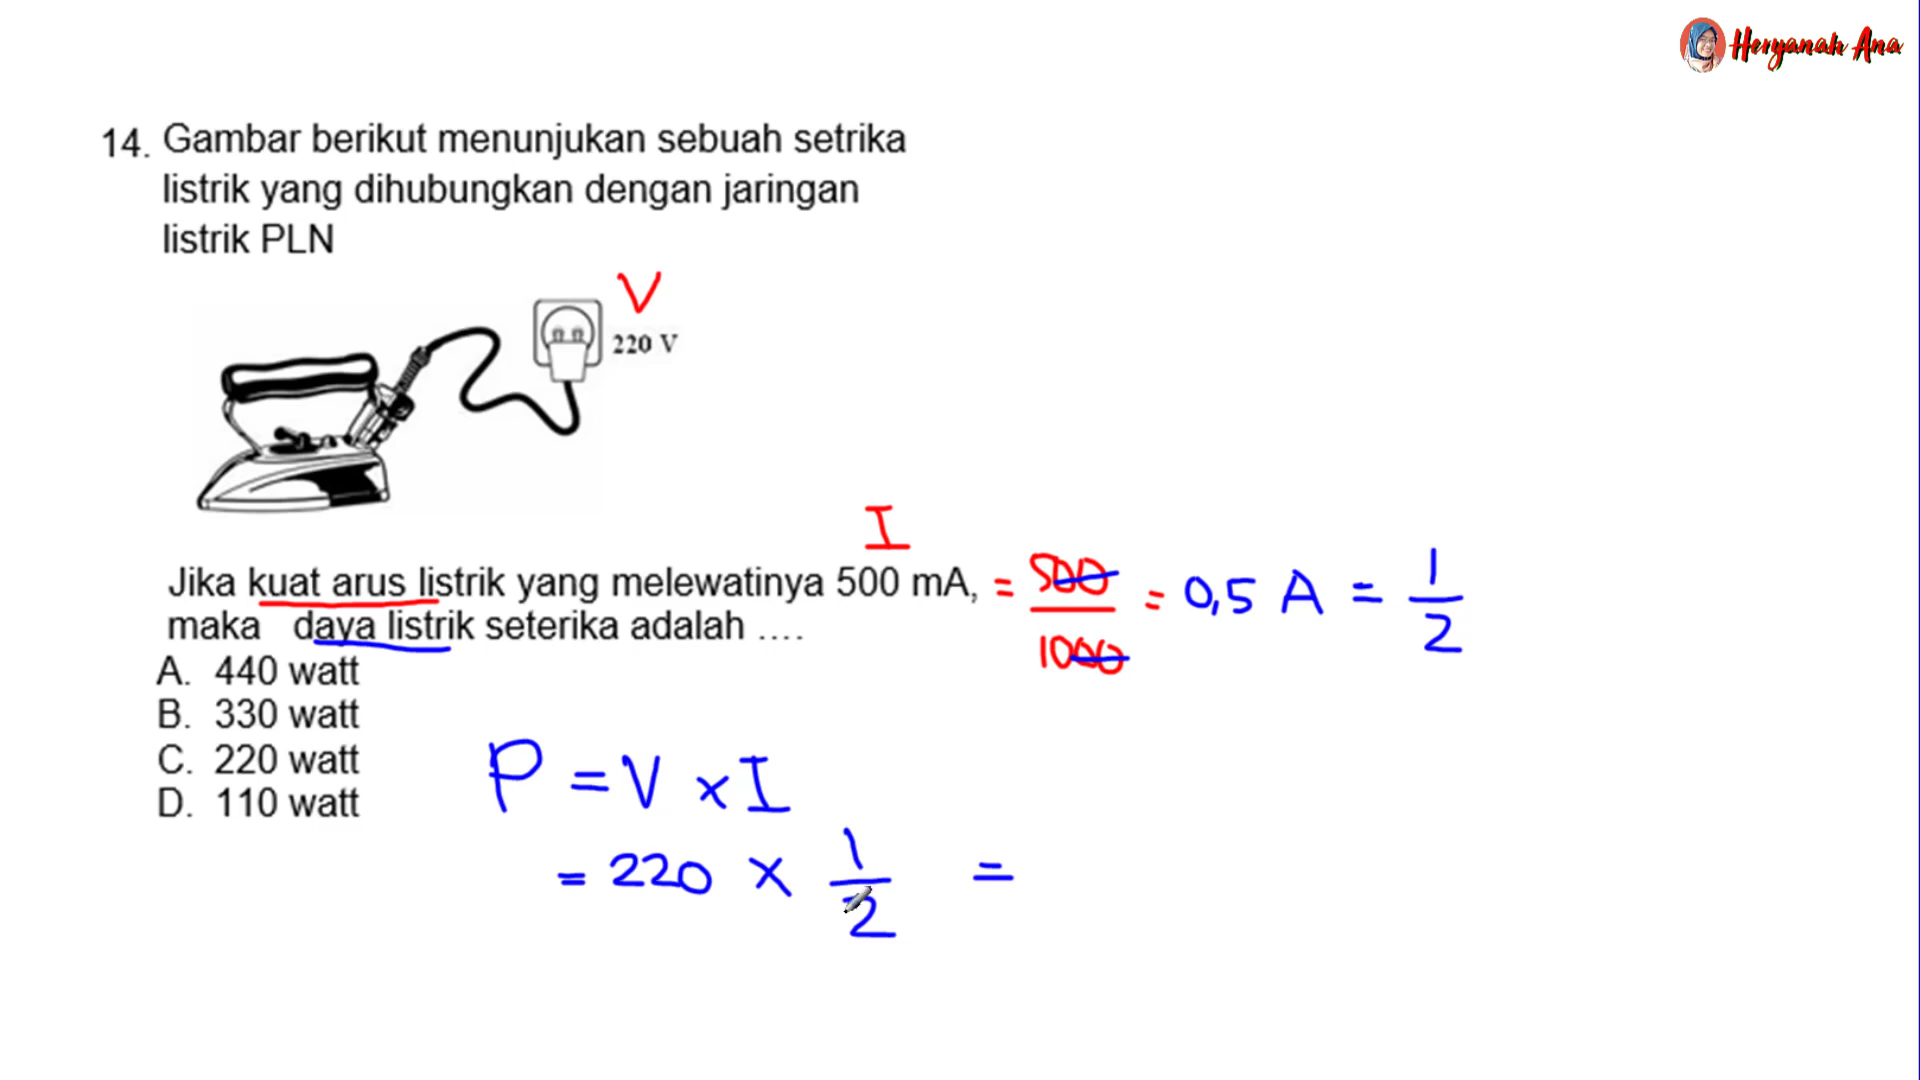 Heryanah Ana
14. Gambar berikut menunjukan sebuah setrika
listrik yang dihubungkan dengan jaringan
listrik PLN
V
220 V
I
Jika kuat arus listrik yang melewatinya 500 mA, = 500/1000 = 0,5 A = 1/2
maka daya listrik seterika adalah ....
A. 440 watt
B. 330 watt
C. 220 watt
D. 110 watt
P = V x I
= 220 x 1/2 =